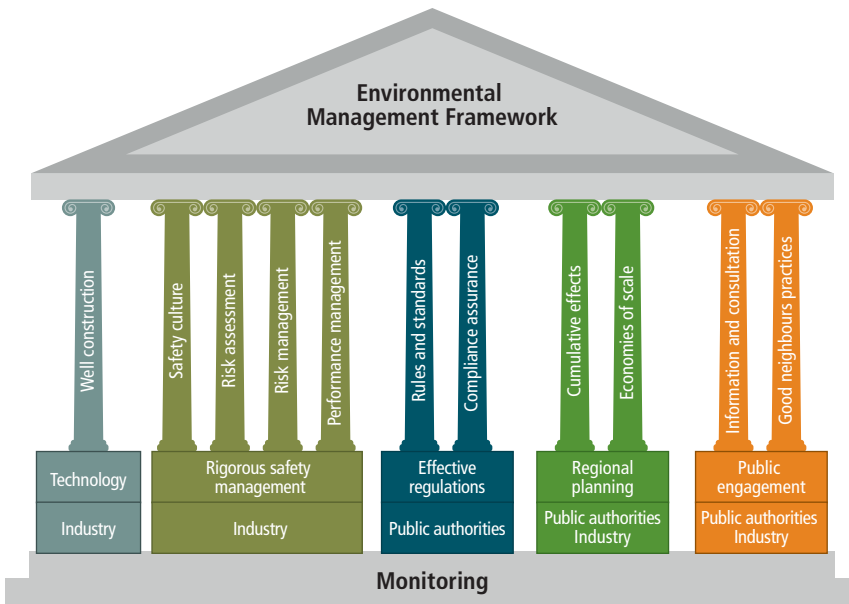 Environmental
Management Framework
Well construction
Safety culture
Risk assessment
Risk management
Performance management
Rules and standards
Compliance assurance
Cumulative effects
Economies of scale
Information and consultation
Good neighbours practices
Technology
Industry
Rigorous safety
management
Industry
Effective
regulations
Public authorities
Regional
planning
Public authorities
Industry
Public
engagement
Public authorities
Industry
Monitoring